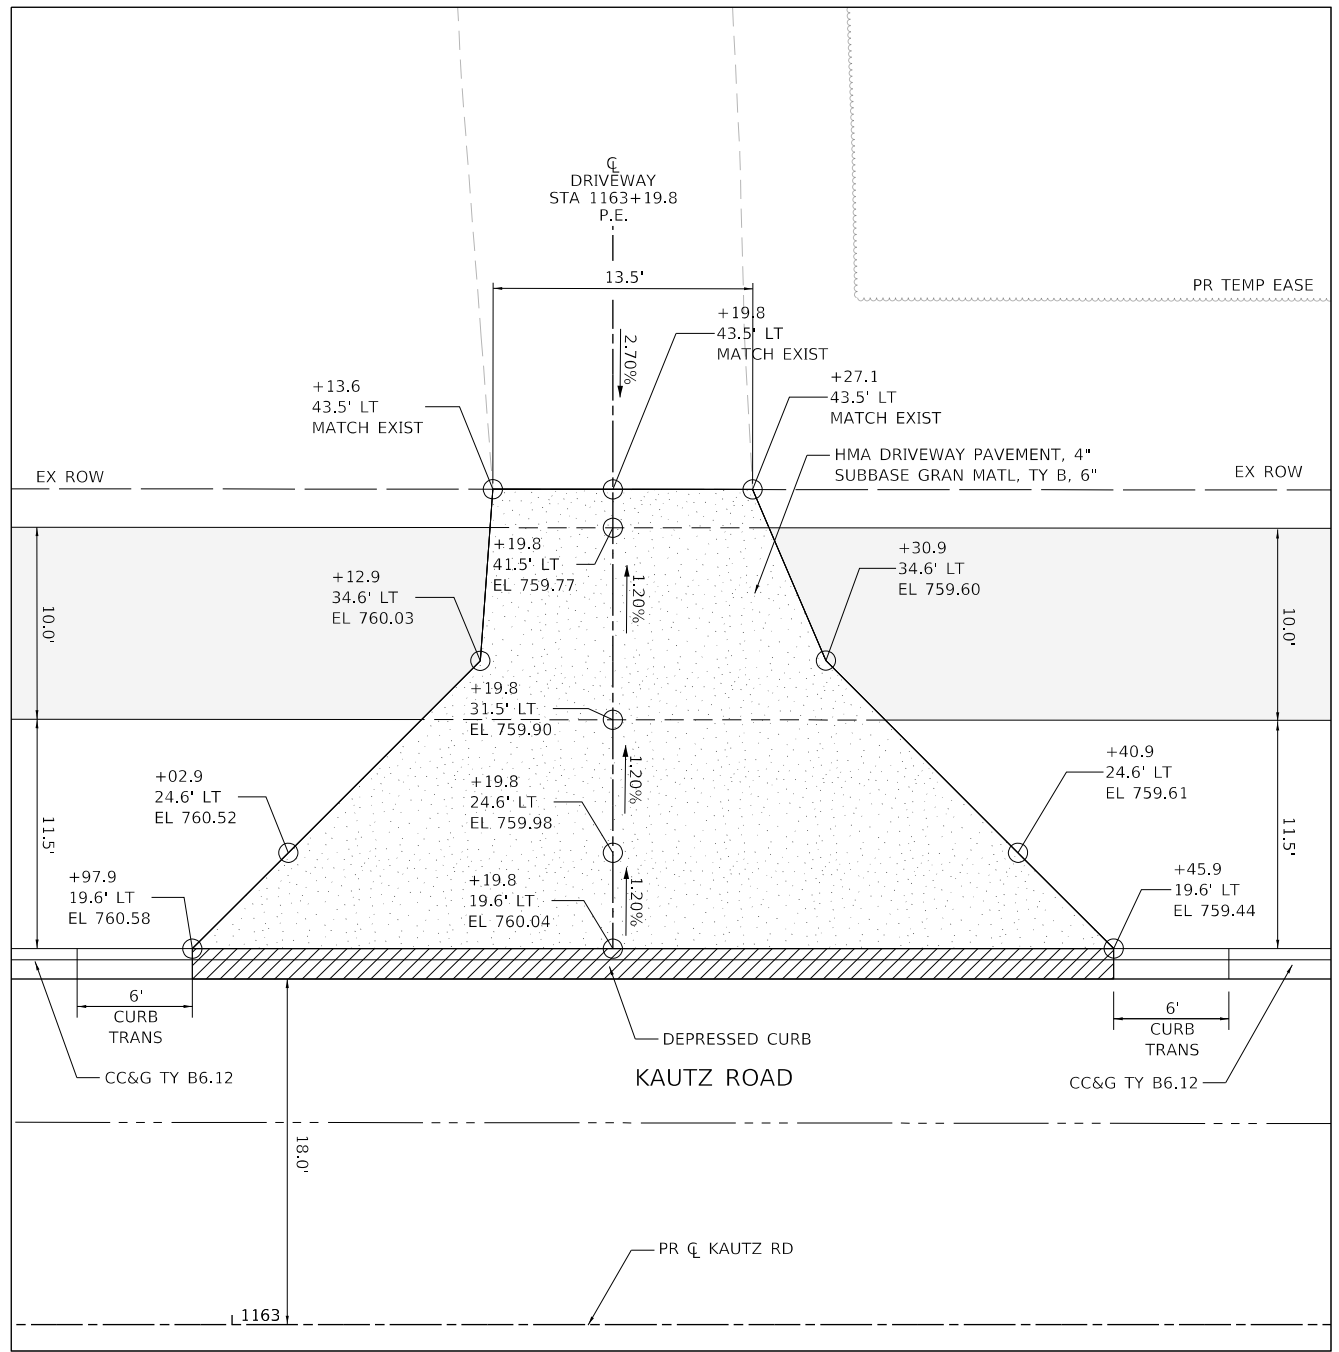 ℄
DRIVEWAY
STA 1163+19.8
P.E.
13.5'
PR TEMP EASE
2.70%
+19.8
43.5' LT
MATCH EXIST
+13.6
43.5' LT
MATCH EXIST
+27.1
43.5' LT
MATCH EXIST
HMA DRIVEWAY PAVEMENT, 4"
SUBBASE GRAN MATL, TY B, 6"
EX ROW
EX ROW
+19.8
41.5' LT
EL 759.77
+12.9
34.6' LT
EL 760.03
+30.9
34.6' LT
EL 759.60
1.20%
10.0'
10.0'
+19.8
31.5' LT
EL 759.90
1.20%
+02.9
24.6' LT
EL 760.52
+19.8
24.6' LT
EL 759.98
+40.9
24.6' LT
EL 759.61
11.5'
11.5'
+97.9
19.6' LT
EL 760.58
+19.8
19.6' LT
EL 760.04
1.20%
+45.9
19.6' LT
EL 759.44
6'
CURB
TRANS
6'
CURB
TRANS
DEPRESSED CURB
CC&G TY B6.12
KAUTZ ROAD
CC&G TY B6.12
18.0'
PR ℄ KAUTZ RD
1163